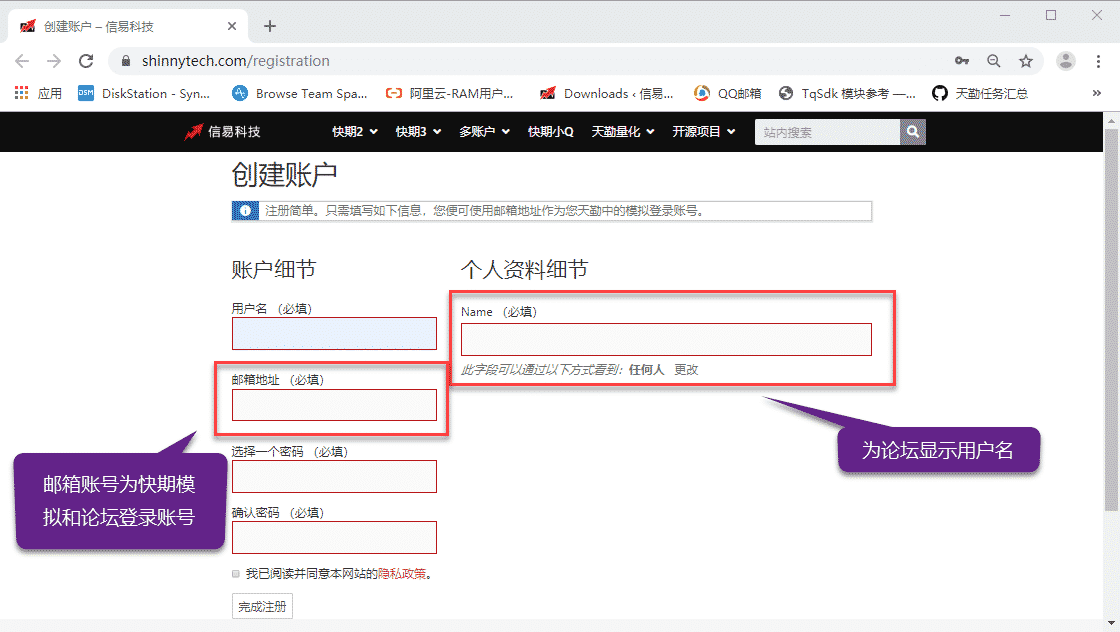 创建账户 – 信易科技
shinnytech.com/registration
应用 DSM DiskStation - Syn... Browse Team Spa... 阿里云-RAM用户... Downloads ‹ 信易... QQ邮箱 TqSdk 模块参考 —... 天勤任务汇总 »
信易科技 快期2 快期3 多账户 快期小Q 天勤量化 开源项目 站内搜索
创建账户
注册简单。只需填写如下信息，您便可使用邮箱地址作为您天勤中的模拟登录账号。
账户细节
用户名 （必填）
邮箱地址 （必填）
选择一个密码 （必填）
确认密码 （必填）
我已阅读并同意本网站的隐私政策。
完成注册
个人资料细节
Name （必填）
此字段可以通过以下方式看到：任何人 更改
邮箱账号为快期模
拟和论坛登录账号
为论坛显示用户名